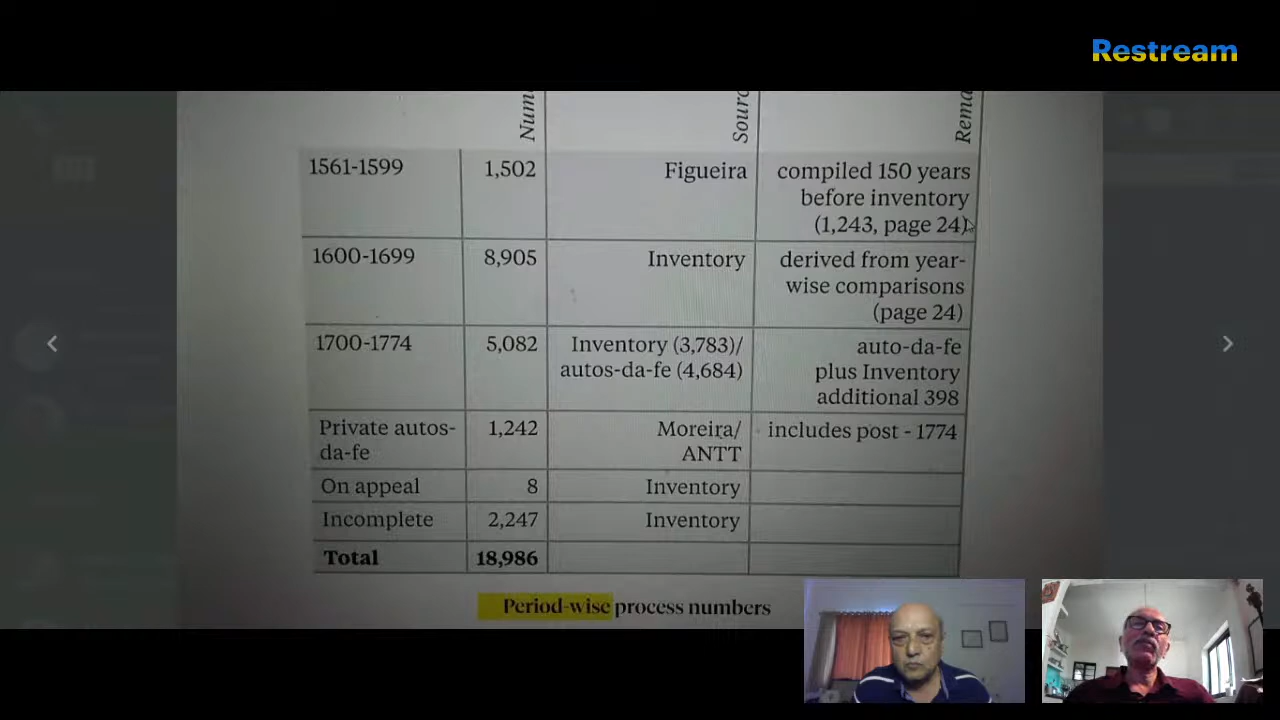 Restream
Num
Sourc
Rema
1561-1599 1,502 Figueira compiled 150 years
before inventory
(1,243, page 24)
1600-1699 8,905 Inventory derived from year-
wise comparisons
(page 24)
1700-1774 5,082 Inventory (3,783)/ auto-da-fe
autos-da-fe (4,684) plus Inventory
additional 398
Private autos- 1,242 Moreira/ includes post - 1774
da-fe ANTT
On appeal 8 Inventory
Incomplete 2,247 Inventory
Total 18,986
Period-wise process numbers